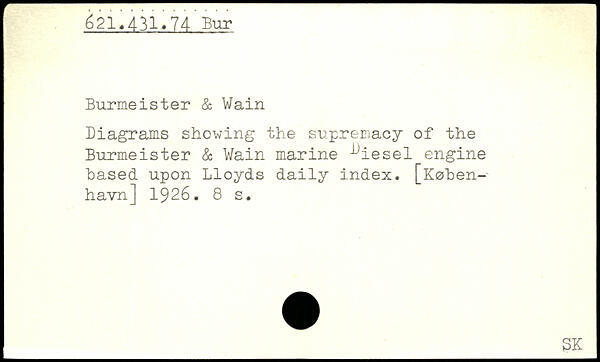 621.431.74 Bur
Burmeister & Wain
Diagrams showing the supremacy of the
Burmeister & Wain marine Diesel engine
based upon Lloyds daily index. [Køben-
havn] 1926. 8 s.
SK